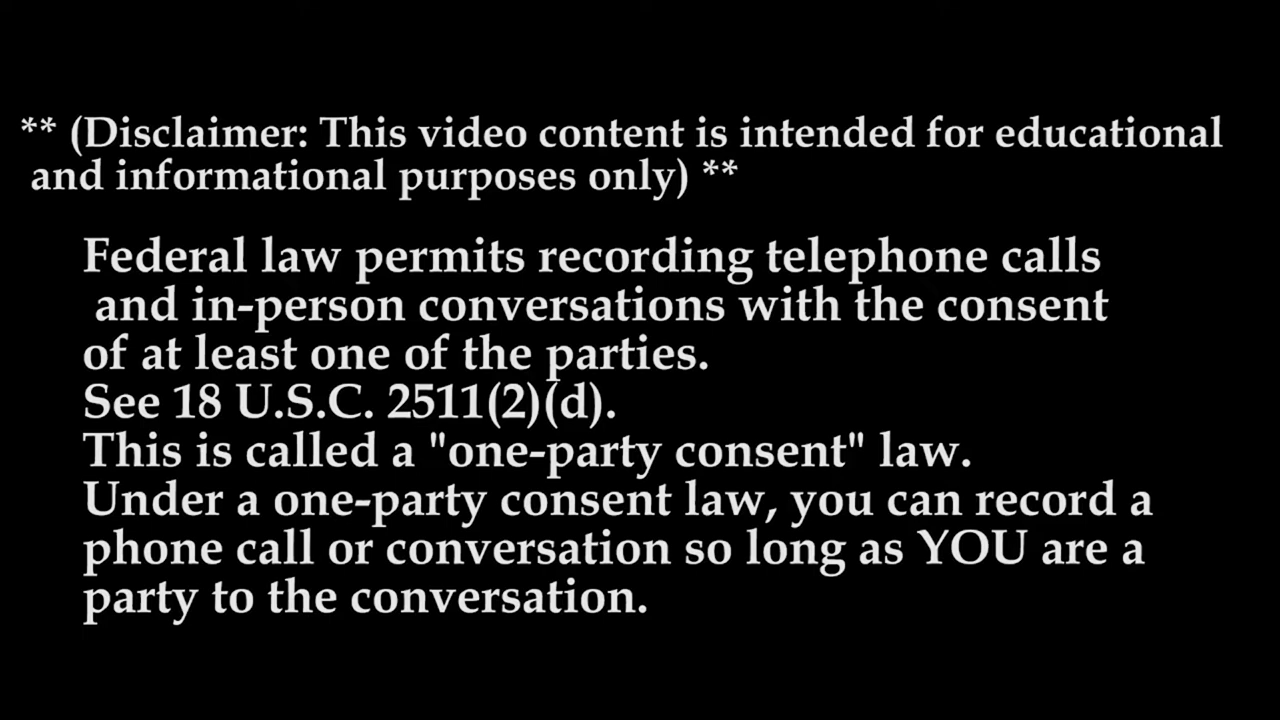 ** (Disclaimer: This video content is intended for educational
and informational purposes only) **
Federal law permits recording telephone calls
and in-person conversations with the consent
of at least one of the parties.
See 18 U.S.C. 2511(2)(d).
This is called a "one-party consent" law.
Under a one-party consent law, you can record a
phone call or conversation so long as YOU are a
party to the conversation.